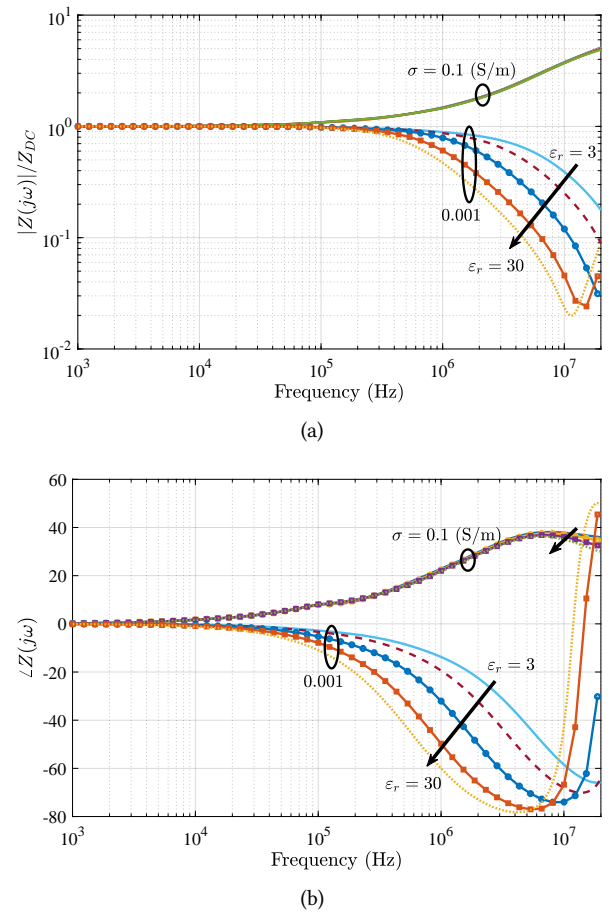 10^1
10^0
10^-1
10^-2
|Z(jω)|/Z_DC
σ = 0.1 (S/m)
0.001
ε_r = 3
ε_r = 30
10^3 10^4 10^5 10^6 10^7
Frequency (Hz)
(a)
60
40
20
0
-20
-40
-60
-80
∠Z(jω)
σ = 0.1 (S/m)
0.001
ε_r = 3
ε_r = 30
10^3 10^4 10^5 10^6 10^7
Frequency (Hz)
(b)